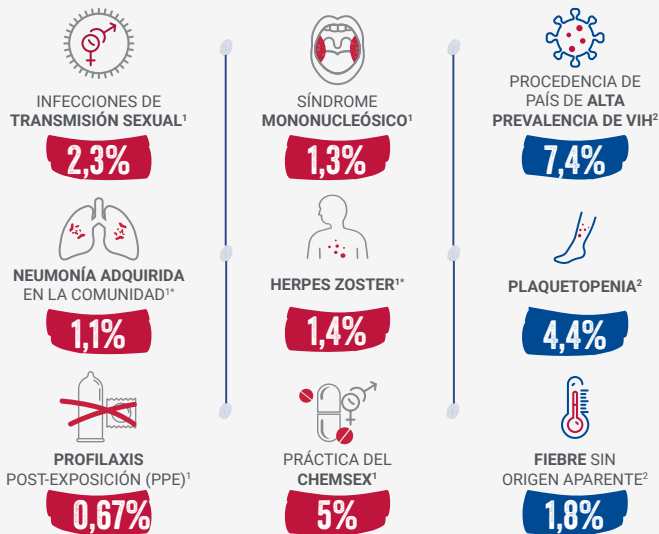 INFECCIONES DE
TRANSMISIÓN SEXUAL¹
2,3%
SÍNDROME
MONONUCLEÓSICO¹
1,3%
PROCEDENCIA DE
PAÍS DE ALTA
PREVALENCIA DE VIH²
7,4%
NEUMONÍA ADQUIRIDA
EN LA COMUNIDAD¹*
1,1%
HERPES ZOSTER¹*
1,4%
PLAQUETOPENIA²
4,4%
PROFILAXIS
POST-EXPOSICIÓN (PPE)¹
0,67%
PRÁCTICA DEL
CHEMSEX¹
5%
FIEBRE SIN
ORIGEN APARENTE²
1,8%